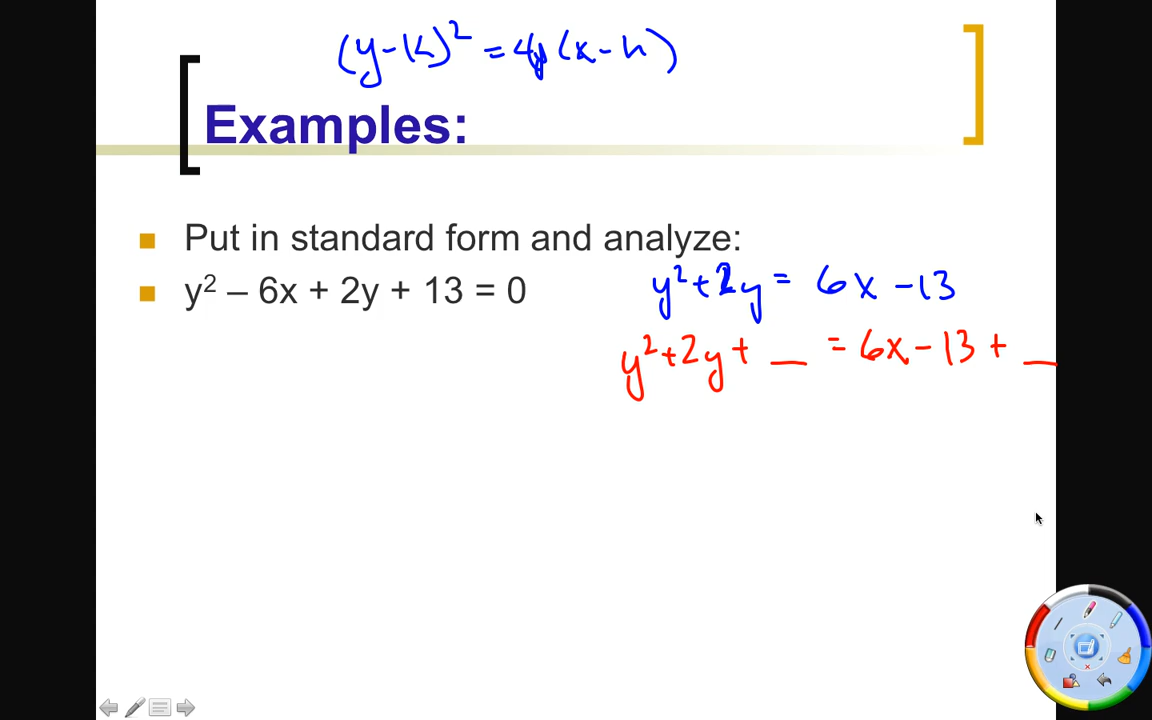 (y-k)² = 4p(x-h)
Examples:
Put in standard form and analyze:
y² – 6x + 2y + 13 = 0
y²+2y = 6x -13
y²+2y+ __ = 6x-13+ __